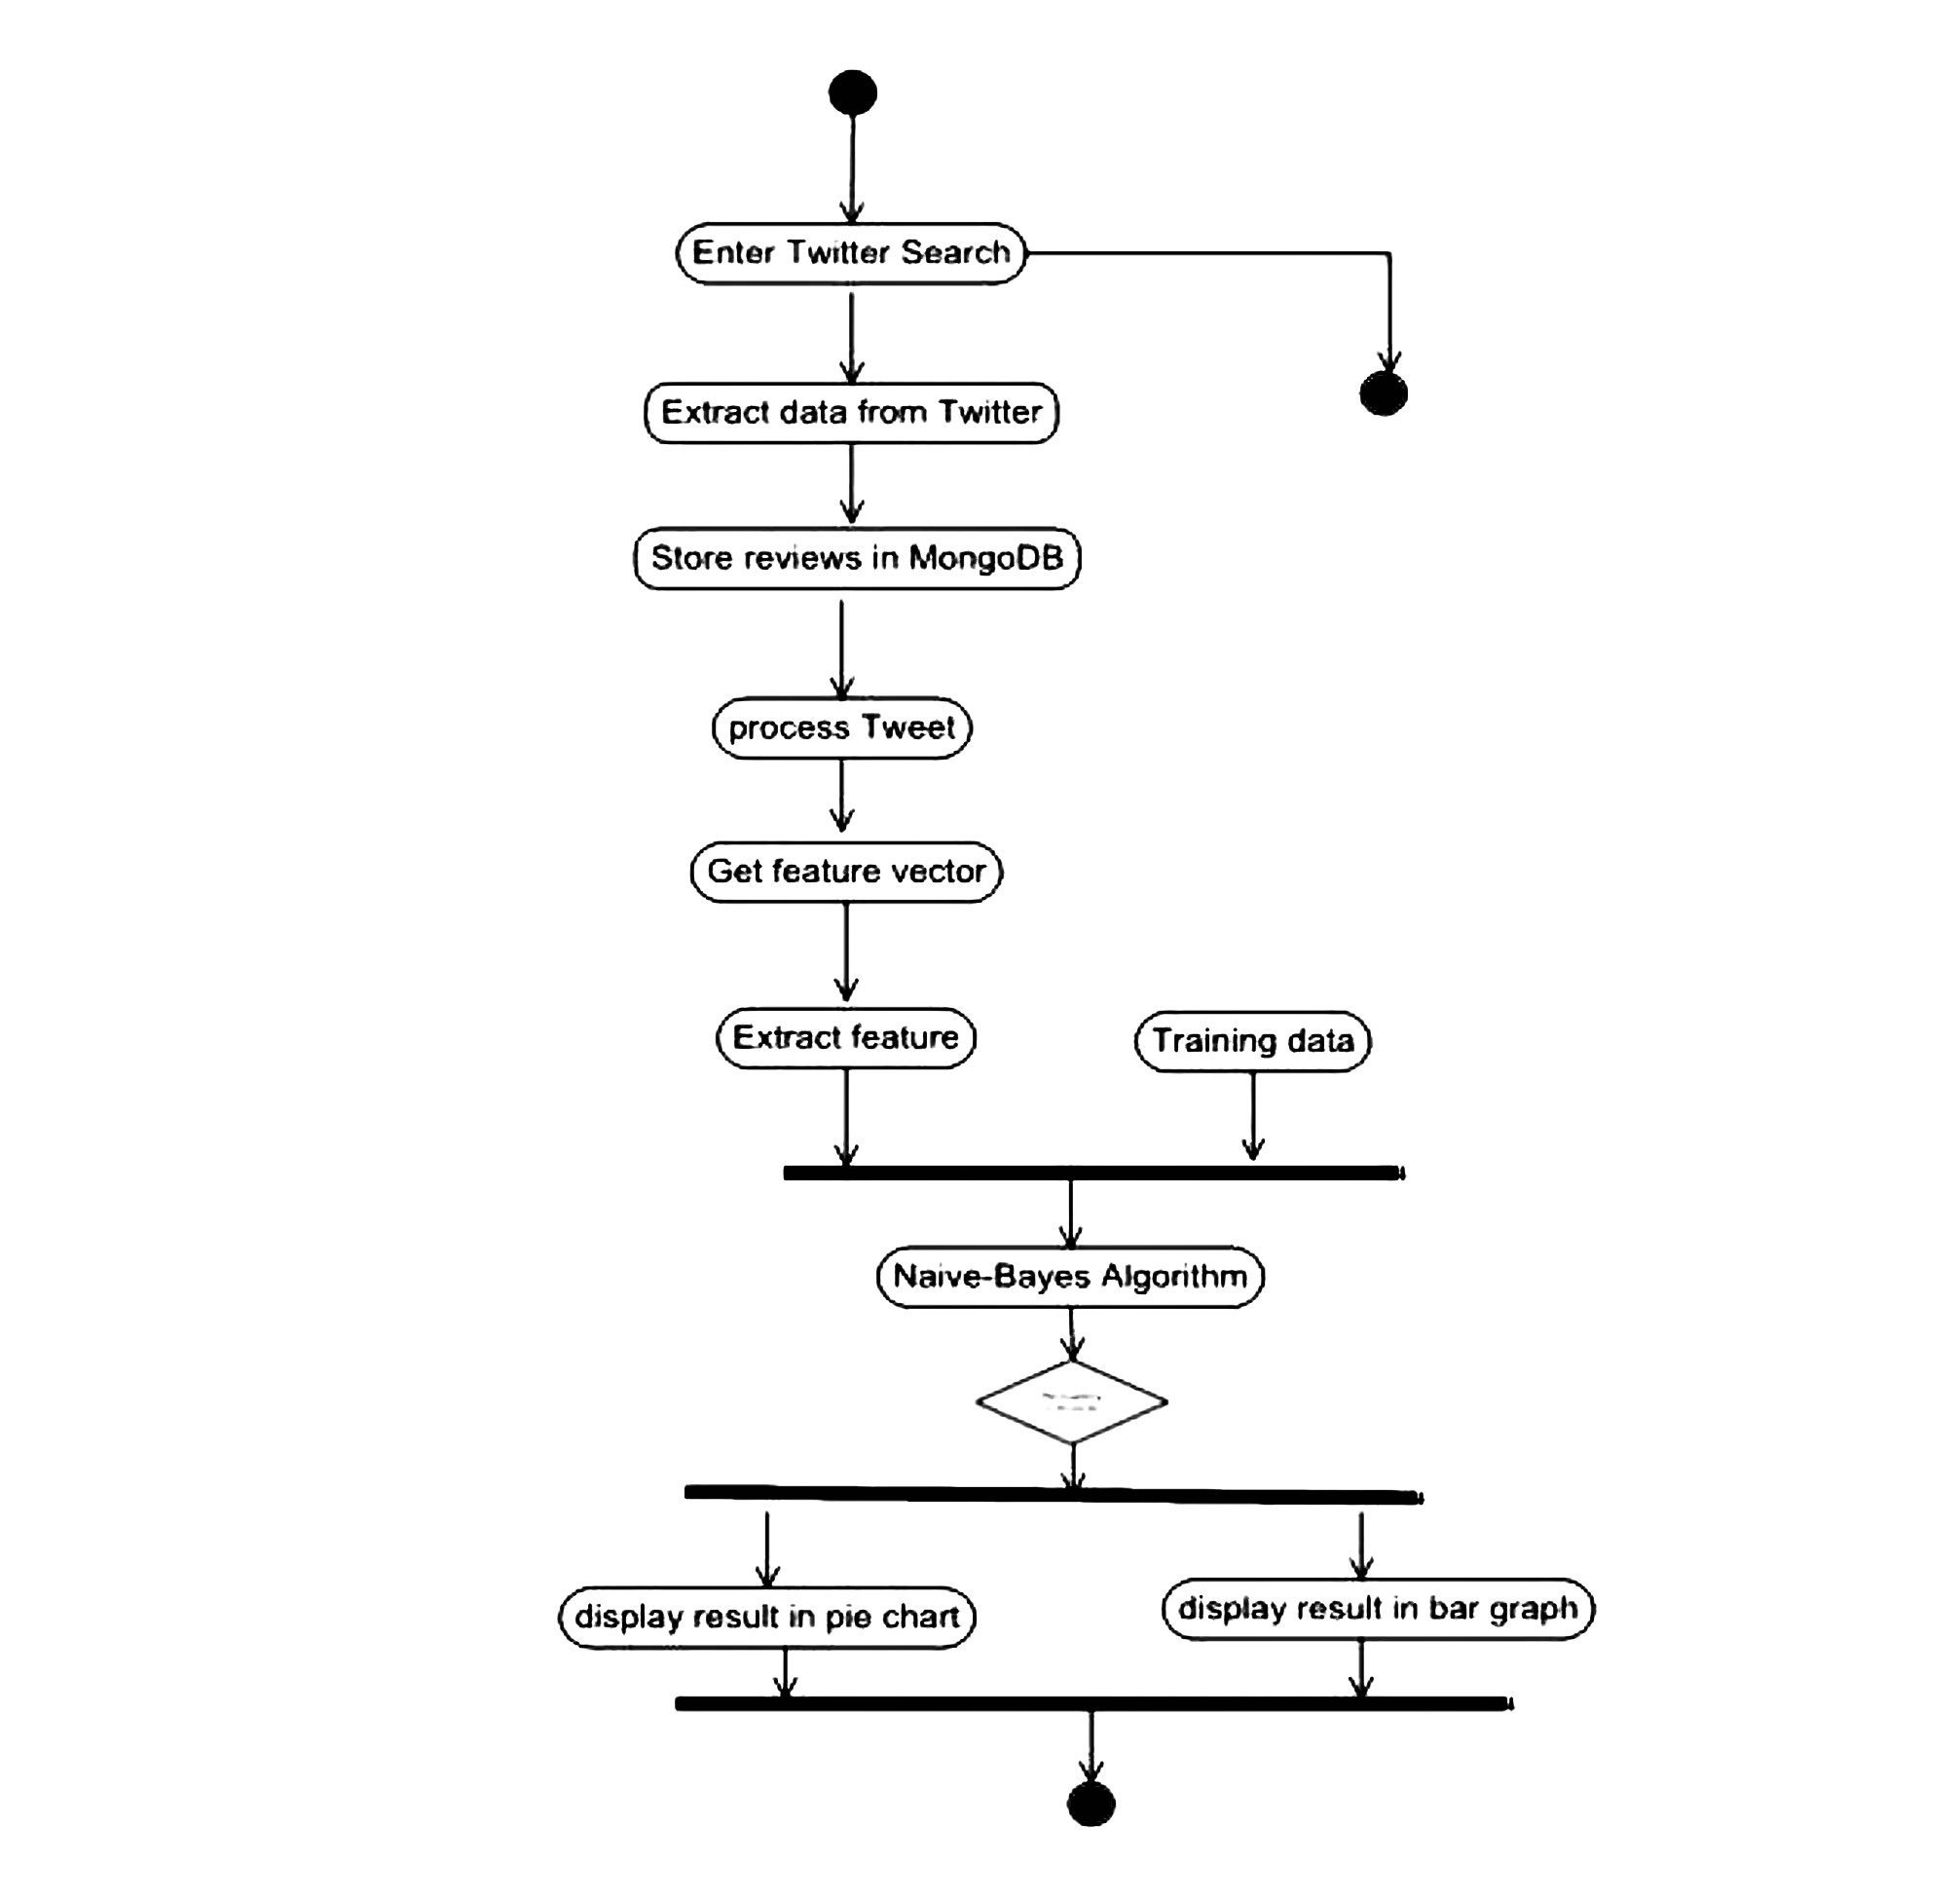 Enter Twitter Search
Extract data from Twitter
Store reviews in MongoDB
process Tweet
Get feature vector
Extract feature
Training data
Naive-Bayes Algorithm
display result in pie chart
display result in bar graph